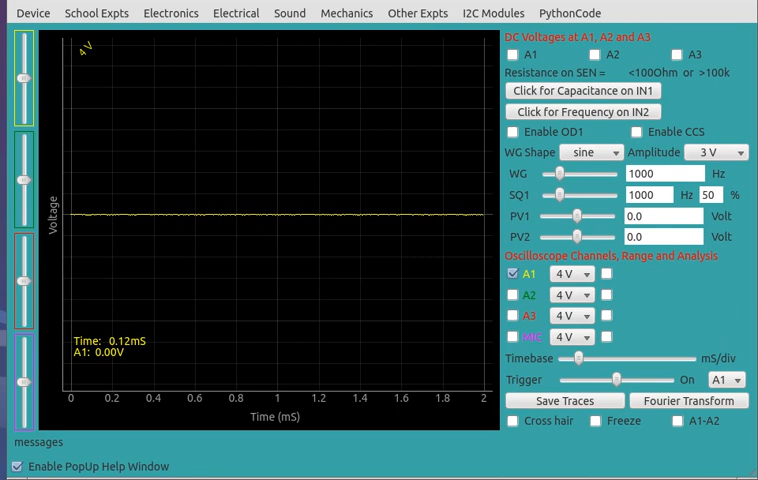 Device School Expts Electronics Electrical Sound Mechanics Other Expts I2C Modules PythonCode
4 V
Voltage
Time: 0.12mS
A1: 0.00V
0 0.2 0.4 0.6 0.8 1 1.2 1.4 1.6 1.8 2
Time (mS)
DC Voltages at A1, A2 and A3
A1 A2 A3
Resistance on SEN = <100Ohm or >100k
Click for Capacitance on IN1
Click for Frequency on IN2
Enable OD1 Enable CCS
WG Shape sine Amplitude 3 V
WG 1000 Hz
SQ1 1000 Hz 50 %
PV1 0.0 Volt
PV2 0.0 Volt
Oscilloscope Channels, Range and Analysis
A1 4 V
A2 4 V
A3 4 V
MIC 4 V
Timebase ms/div
Trigger On A1
Save Traces Fourier Transform
Cross hair Freeze A1-A2
messages
Enable PopUp Help Window